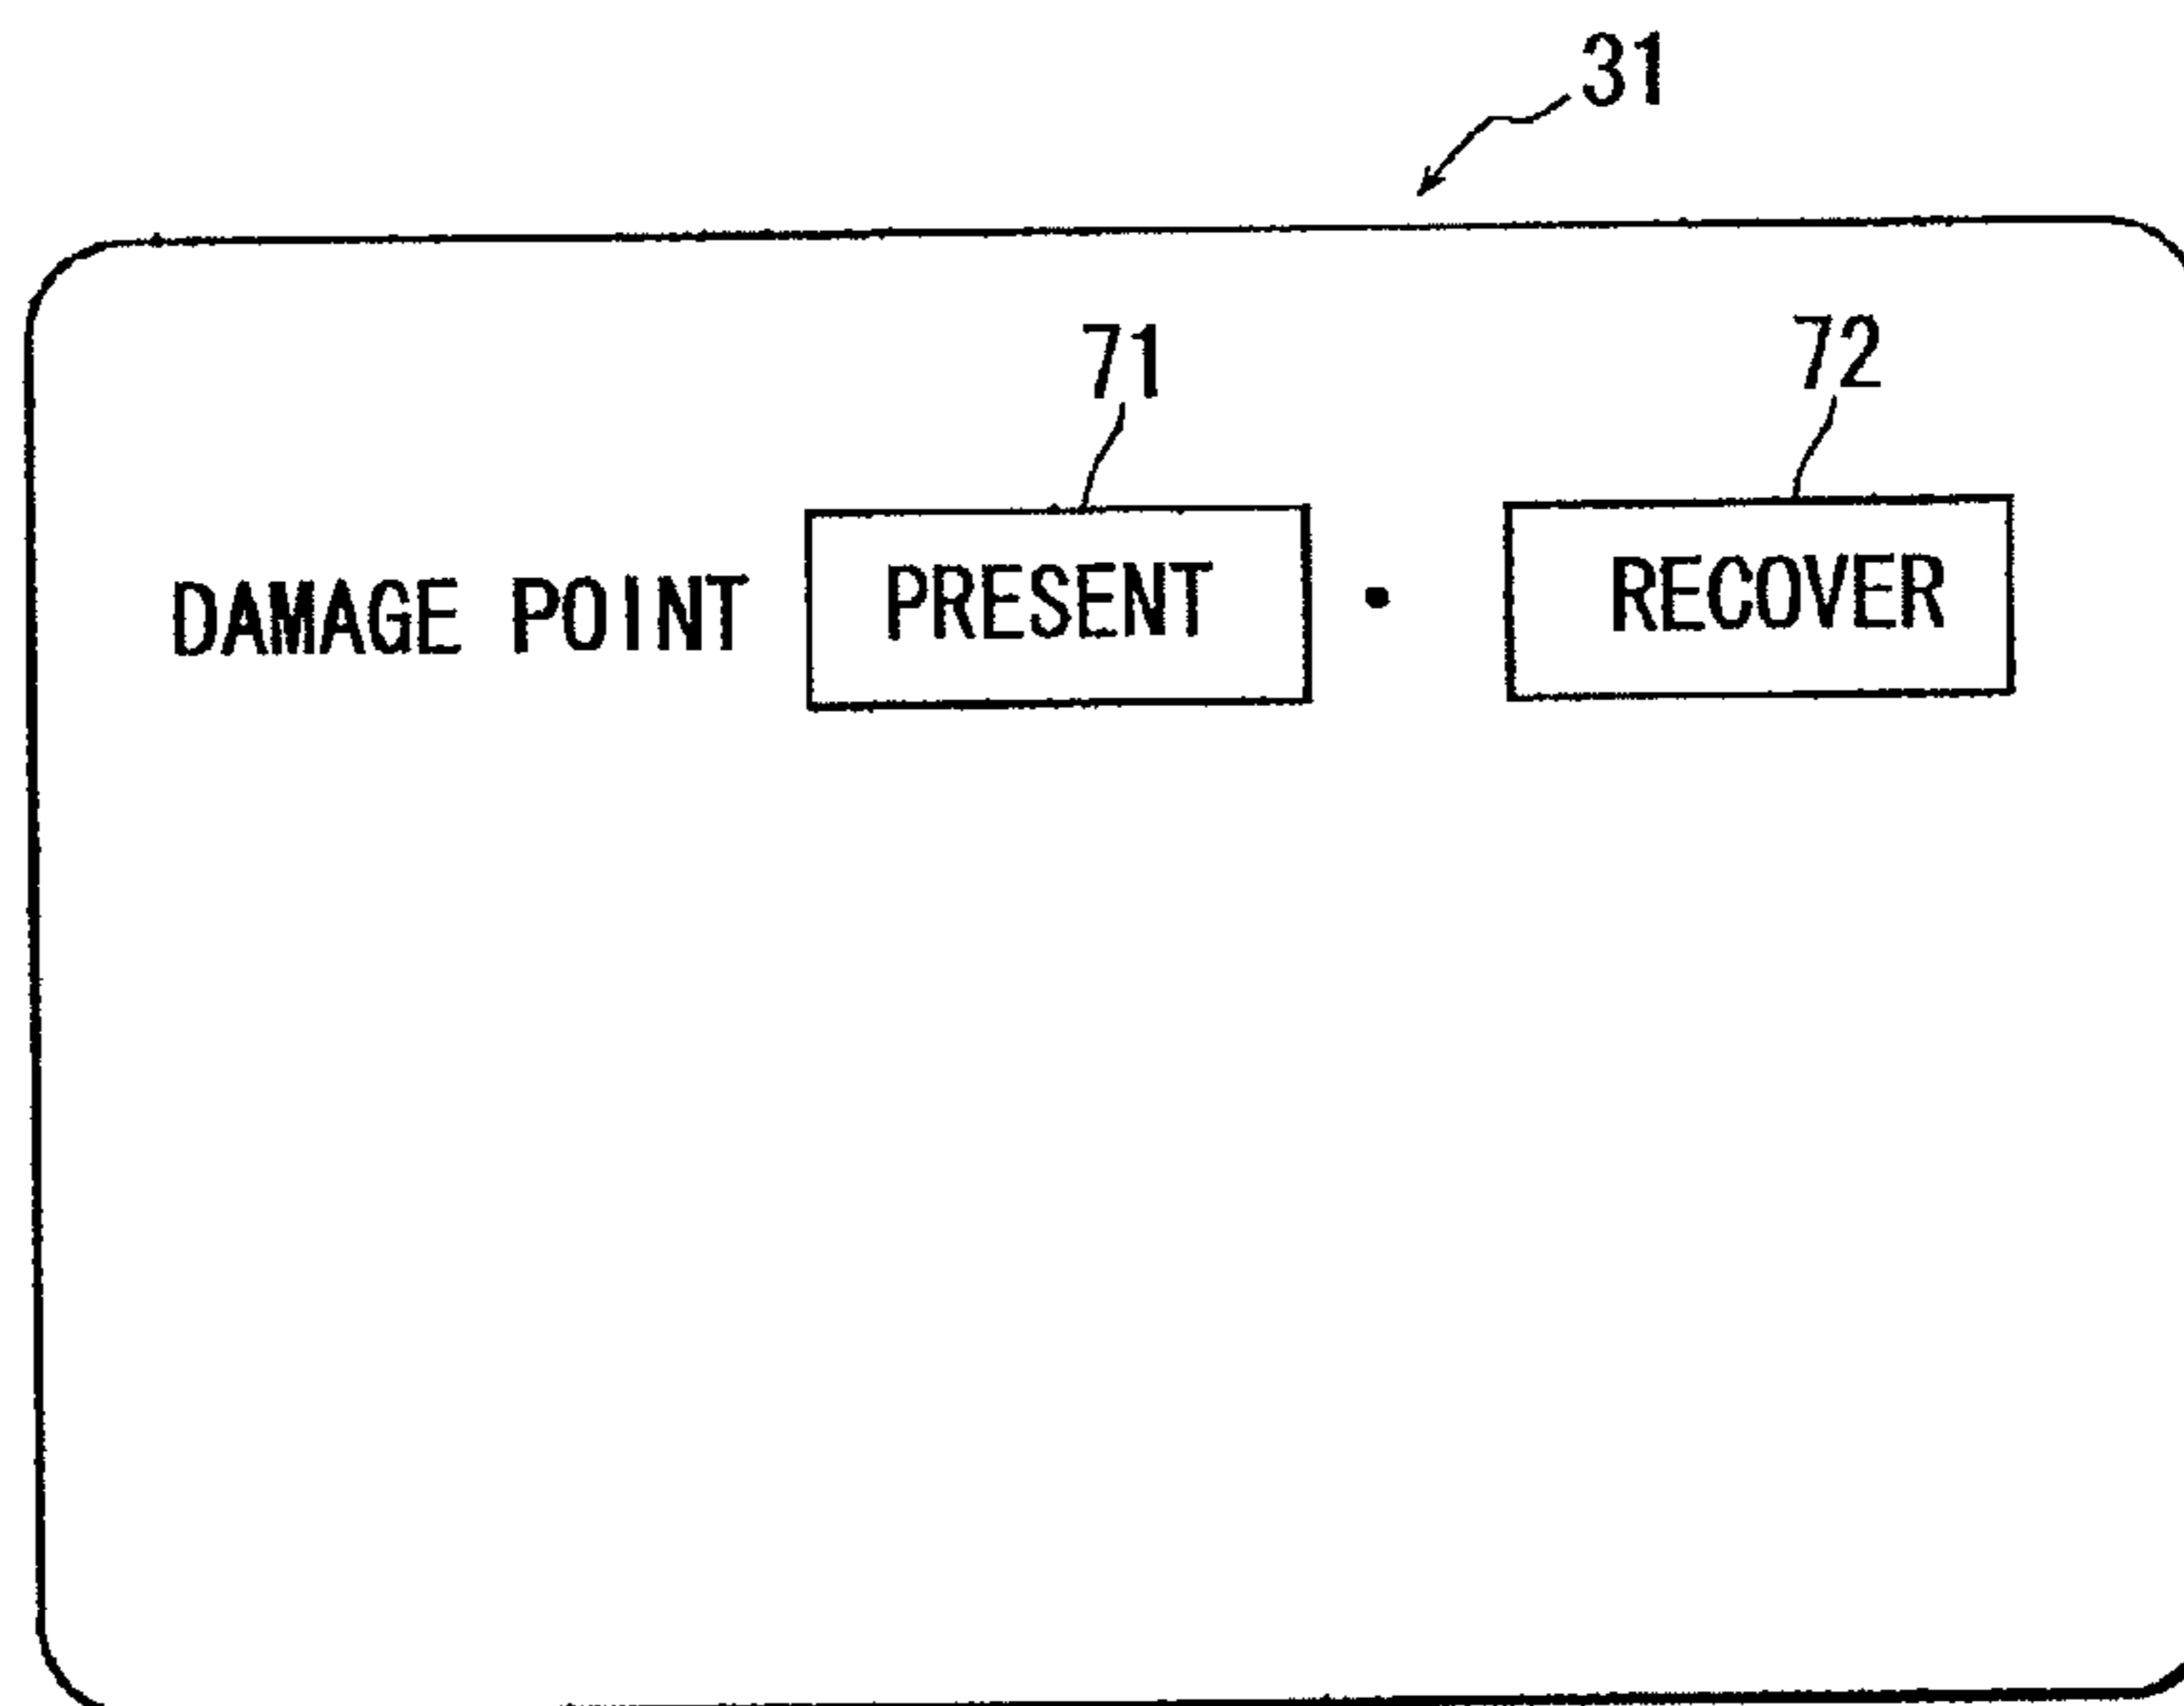 31
71 72
DAMAGE POINT PRESENT • RECOVER